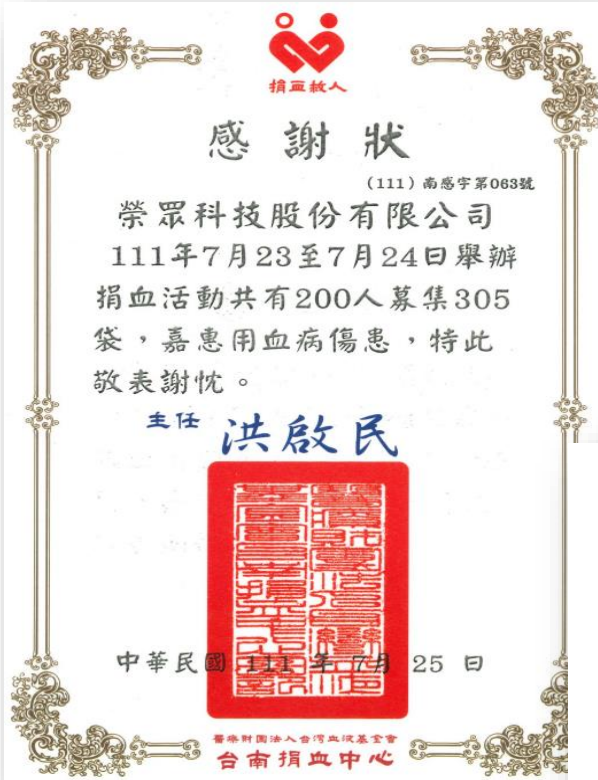 捐血救人
感謝狀
(111)南感字第063號
榮眾科技股份有限公司
111年7月23至7月24日舉辦
捐血活動共有200人募集305
袋，嘉惠用血病傷患，特此
敬表謝忱。
主任 洪啟民
中華民國 111 年 7月 25 日
醫療財團法人台灣血液基金會
台南捐血中心